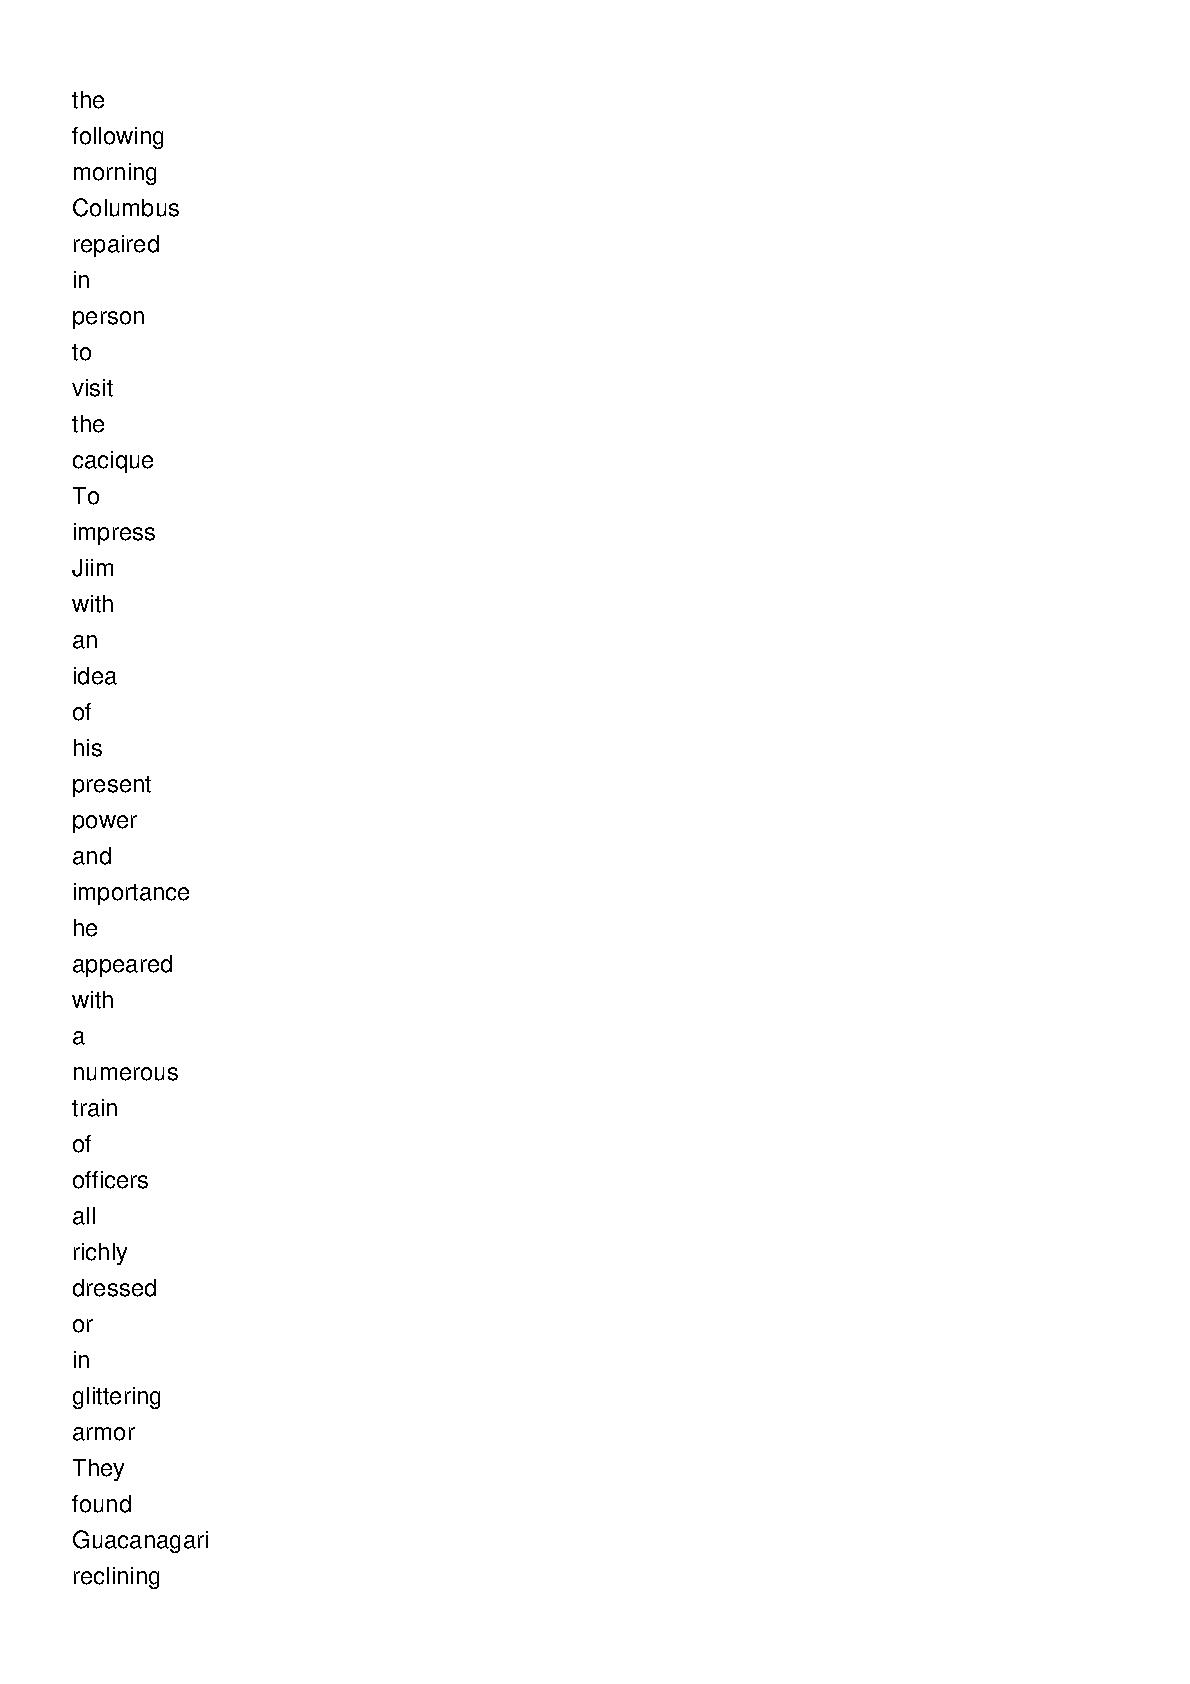 the
following
morning
Columbus
repaired
in
person
to
visit
the
cacique
To
impress
Jiim
with
an
idea
of
his
present
power
and
importance
he
appeared
with
a
numerous
train
of
officers
all
richly
dressed
or
in
glittering
armor
They
found
Guacanagari
reclining